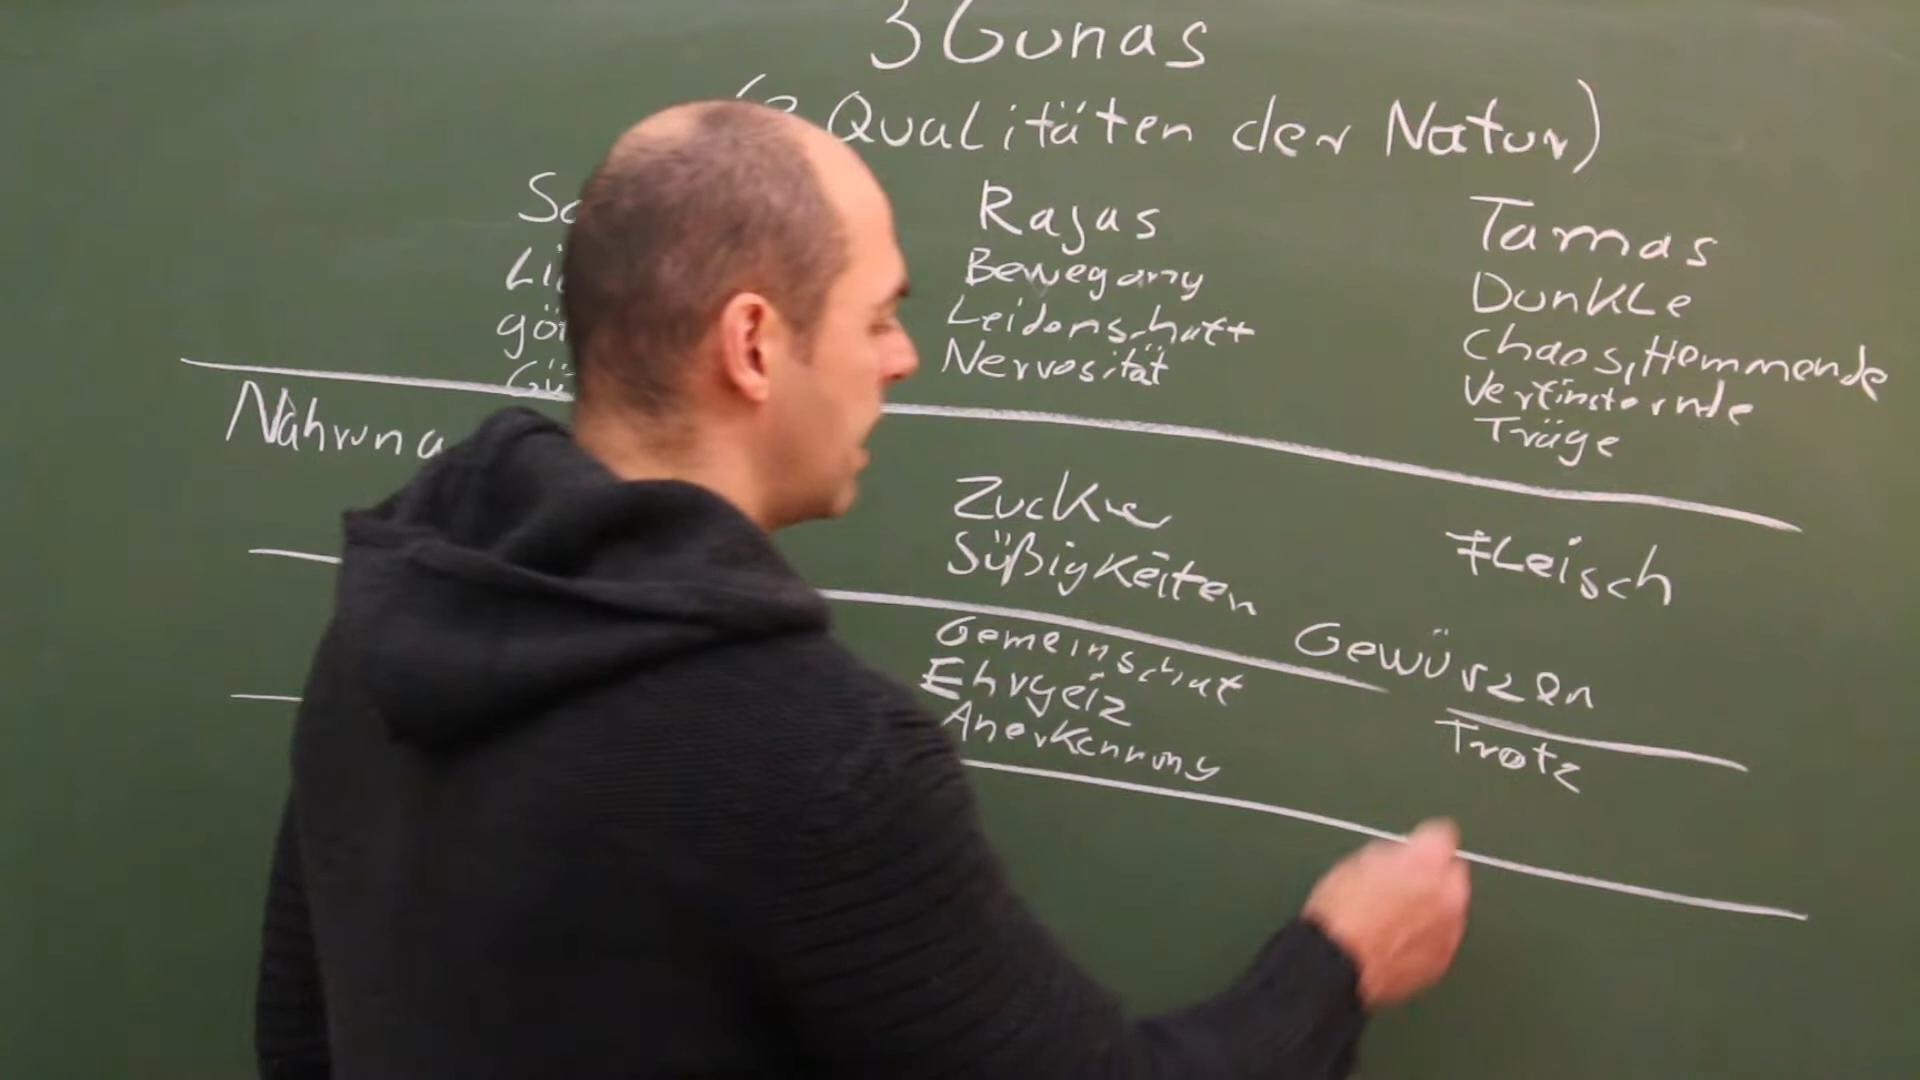 3 Gunas
Qualitäten der Natur)
Rajas
Tamas
Bewegung
Dunkle
Leidenschaft
Chaos, Hemmende
Nervosität
Verfinsternde
Träge
Nahrung
Zucker
Fleisch
Süßigkeiten
Gewürzen
Gemeinschaft
Ehrgeiz
Trotz
Anerkennung